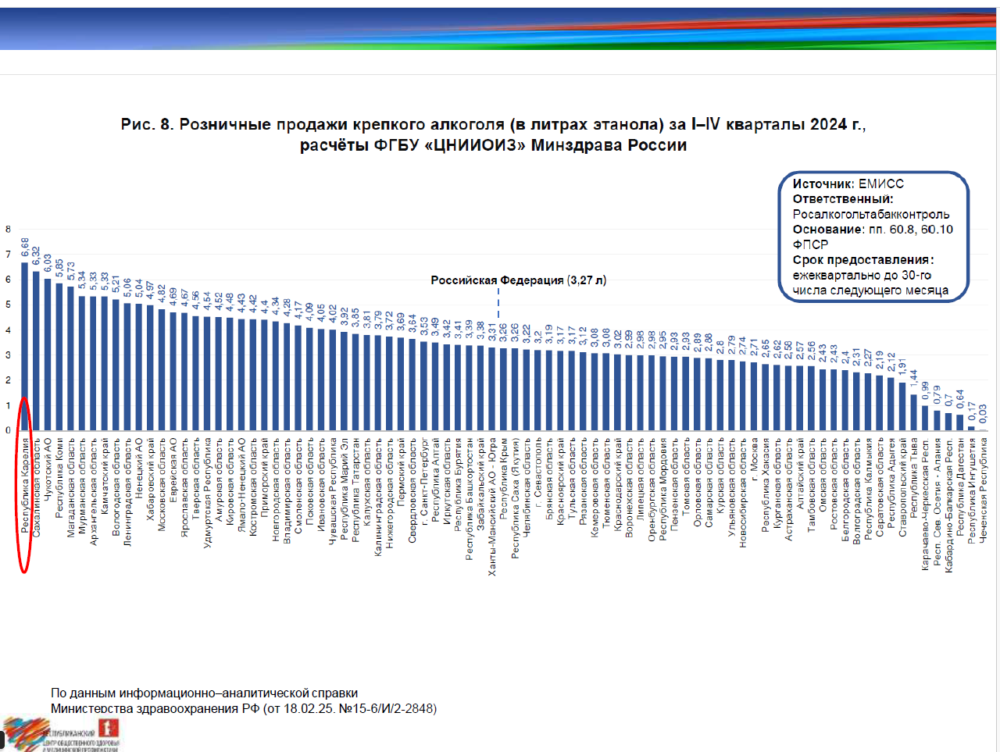 Рис. 8. Розничные продажи крепкого алкоголя (в литрах этанола) за I–IV кварталы 2024 г.,
расчёты ФГБУ «ЦНИИОИЗ» Минздрава России
Источник: ЕМИСС
Ответственный:
Росалкогольтабакконтроль
Основание: пп. 60.8, 60.10
ФПСР
Срок предоставления:
ежеквартально до 30-го
числа следующего месяца
Российская Федерация (3,27 л)
8
7
6
5
4
3
2
1
0
6,68
6,32
6,03
5,85
5,73
5,34
5,33
5,33
5,21
5,06
5,04
4,97
4,82
4,69
4,67
4,56
4,54
4,52
4,48
4,43
4,42
4,4
4,34
4,28
4,17
4,09
4,05
4,02
3,92
3,85
3,81
3,79
3,72
3,69
3,64
3,53
3,49
3,42
3,41
3,39
3,38
3,31
3,26
3,26
3,22
3,2
3,19
3,17
3,17
3,12
3,08
3,08
3,02
2,99
2,98
2,98
2,95
2,93
2,93
2,89
2,88
2,8
2,79
2,74
2,71
2,65
2,62
2,58
2,57
2,56
2,43
2,43
2,4
2,31
2,27
2,19
2,12
1,91
1,44
0,99
0,79
0,7
0,64
0,17
0,03
Республика Карелия
Сахалинская область
Чукотский АО
Республика Коми
Магаданская область
Мурманская область
Архангельская область
Камчатский край
Вологодская область
Ленинградская область
Ненецкий АО
Хабаровский край
Московская область
Еврейская АО
Ярославская область
Тверская область
Удмуртская Республика
Амурская область
Кировская область
Ямало-Ненецкий АО
Костромская область
Приморский край
Новгородская область
Владимирская область
Смоленская область
Псковская область
Ивановская область
Чувашская Республика
Республика Марий Эл
Республика Татарстан
Калужская область
Калининградская область
Нижегородская область
Пермский край
Свердловская область
г. Санкт-Петербург
Республика Алтай
Иркутская область
Республика Бурятия
Республика Башкортостан
Забайкальский край
Ханты-Мансийский АО - Югра
Республика Крым
Республика Саха (Якутия)
Челябинская область
г. Севастополь
Брянская область
Красноярский край
Тульская область
Рязанская область
Кемеровская область
Тюменская область
Краснодарский край
Воронежская область
Липецкая область
Оренбургская область
Республика Мордовия
Пензенская область
Томская область
Орловская область
Самарская область
Курская область
Ульяновская область
Новосибирская область
г. Москва
Республика Хакасия
Курганская область
Астраханская область
Алтайский край
Тамбовская область
Омская область
Ростовская область
Белгородская область
Волгоградская область
Республика Калмыкия
Саратовская область
Республика Адыгея
Ставропольский край
Республика Тыва
Карачаево-Черкесская Респ.
Респ. Сев. Осетия - Алания
Кабардино-Балкарская Респ.
Республика Дагестан
Республика Ингушетия
Чеченская Республика
По данным информационно–аналитической справки
Министерства здравоохранения РФ (от 18.02.25. №15-6/И/2-2848)
РЕСПУБЛИКАНСКИЙ
ЦЕНТР ОБЩЕСТВЕННОГО ЗДОРОВЬЯ
И МЕДИЦИНСКОЙ ПРОФИЛАКТИКИ